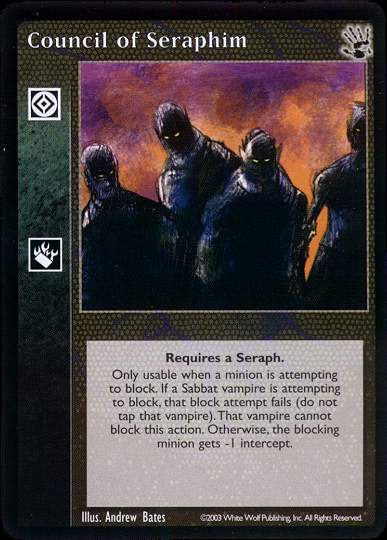 Council of Seraphim
Requires a Seraph.
Only usable when a minion is attempting
to block. If a Sabbat vampire is attempting
to block, that block attempt fails (do not
tap that vampire). That vampire cannot
block this action. Otherwise, the blocking
minion gets -1 intercept.
Illus. Andrew Bates
©2003 White Wolf Publishing, Inc. All Rights Reserved.